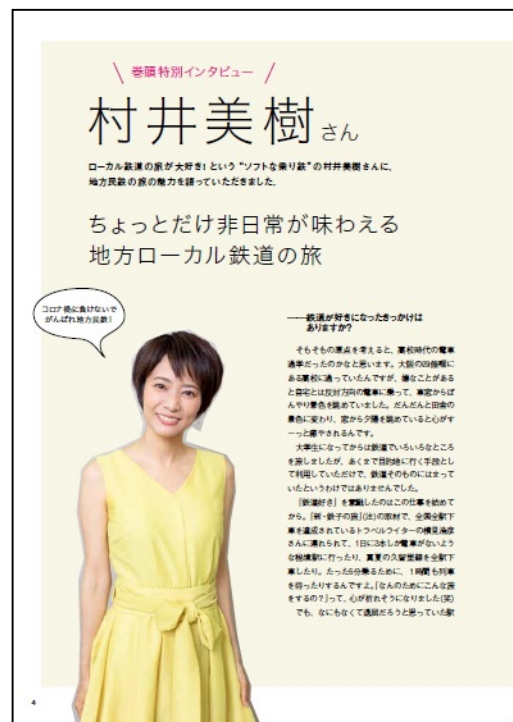 巻頭特別インタビュー
村井美樹さん
ローカル鉄道の旅が大好き！という“ソフトな乗り鉄”の村井美樹さんに、
地方民鉄の旅の魅力を語っていただきました。
ちょっとだけ非日常が味わえる
地方ローカル鉄道の旅
コロナ禍に負けないで
がんばれ地方民鉄！
──鉄道が好きになったきっかけは
ありますか？
そもそもの原点を考えると、高校時代の電車
通学だったのかなと思います。大阪の四條畷に
ある高校に通っていたんですが、嫌なことがある
と自宅とは反対方向の電車に乗って、車窓からぼ
んやり景色を眺めていました。だんだんと田舎の
景色に変わり、窓から夕陽を眺めていると心がす
ーっと癒やされるんです。
大学生になってからは鉄道でいろいろなところ
を旅しましたが、あくまで目的地に行く手段とし
て利用していただけで、鉄道そのものにはまって
いたというわけではありませんでした。
『鉄道好き』を意識したのはこの仕事を始めて
から。『新・鉄子の旅』(注)の取材で、全国全駅下
車を達成されているトラベルライターの横見浩彦
さんに連れられて、1日に3本しか電車がないよう
な秘境駅に行ったり、真夏の久留里線を全駅下
車したり。たった5分乗るために、1時間も列車
を待ったりするんですよ。「なんのためにこんな旅
をするの？」って、心が折れそうになりました(笑)
でも、なにもなくて退屈だろうと思っていた駅
4